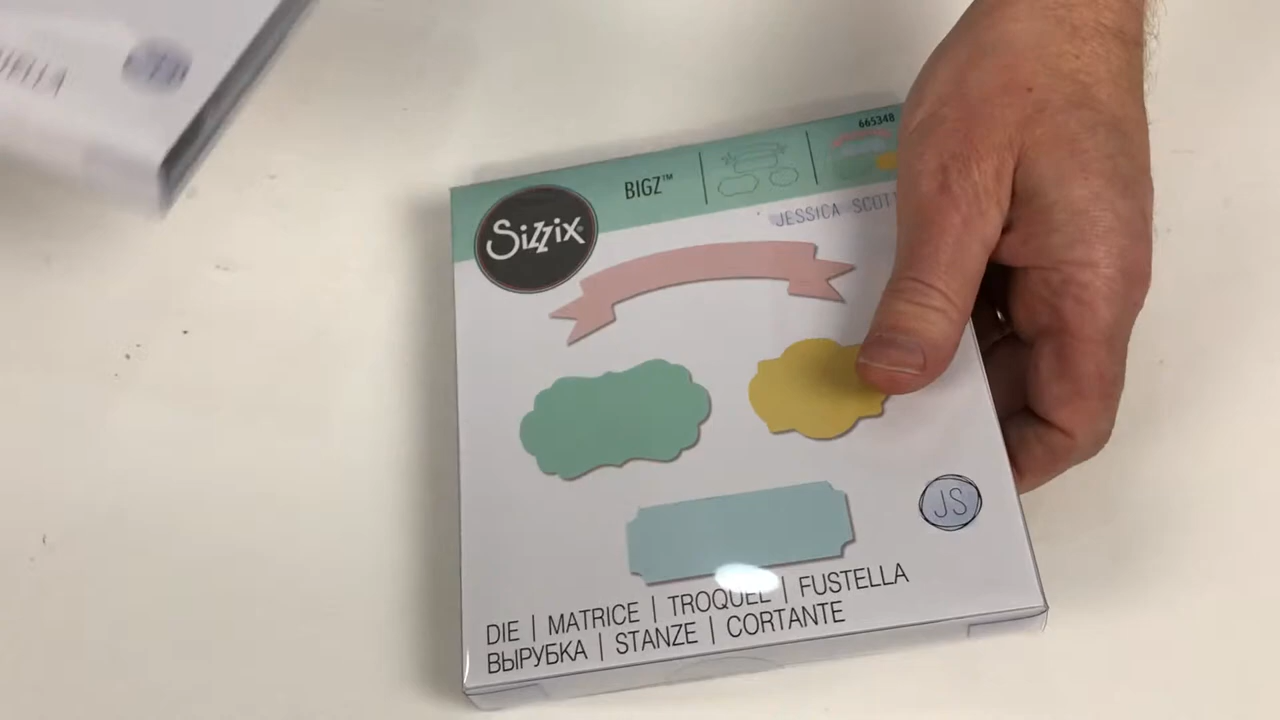 665348
BIGZ™
Sizzix
JESSICA SCOTT
JS
DIE | MATRICE | TROQUEL | FUSTELLA
ВЫРУБКА | STANZE | CORTANTE